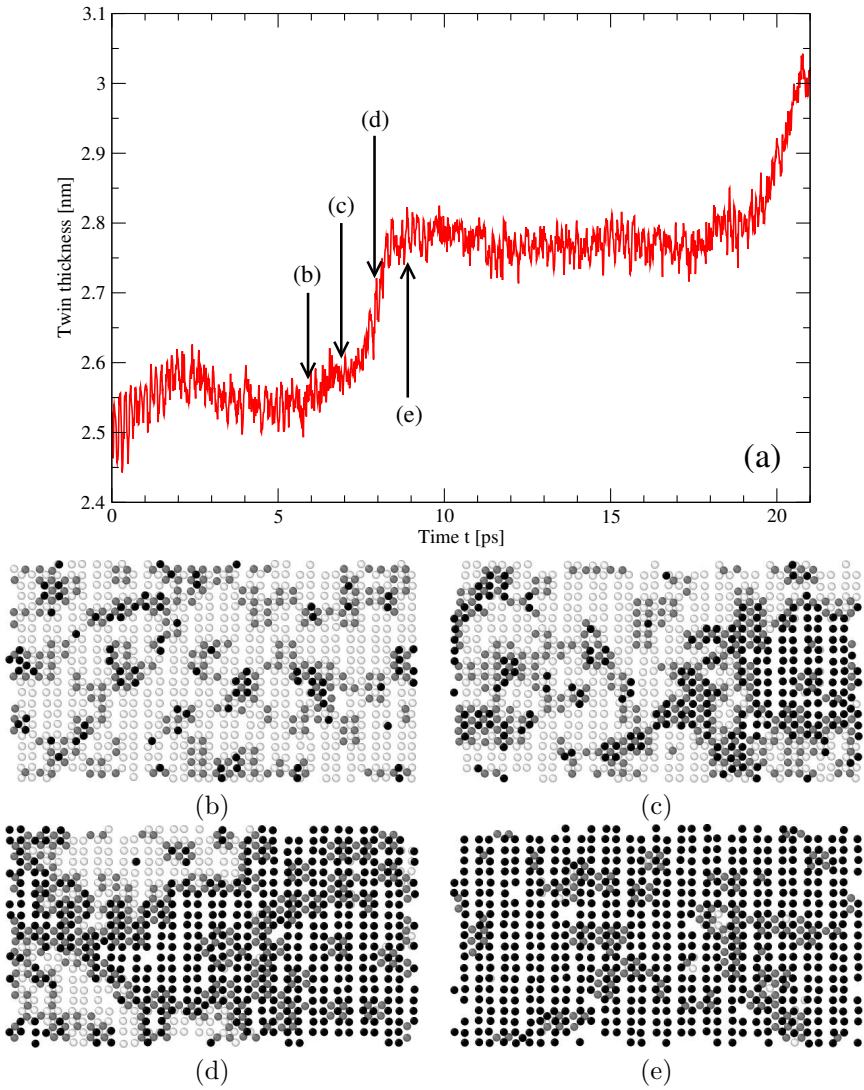 3.1
3
2.9
2.8
2.7
2.6
2.5
2.4
Twin thickness [nm]
(d)
(c)
(b)
(e)
(a)
0 5 10 15 20
Time t [ps]
(b) (c)
(d) (e)